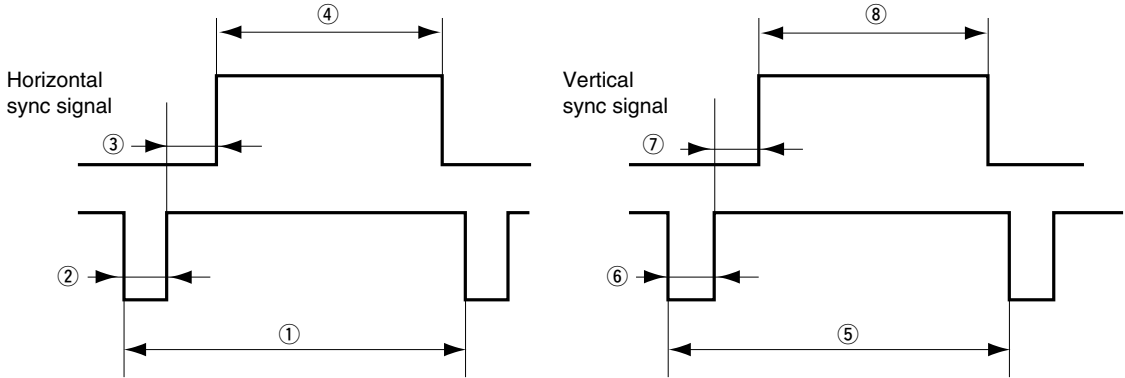 ④
⑧
Horizontal
sync signal
Vertical
sync signal
③
⑦
②
⑥
①
⑤